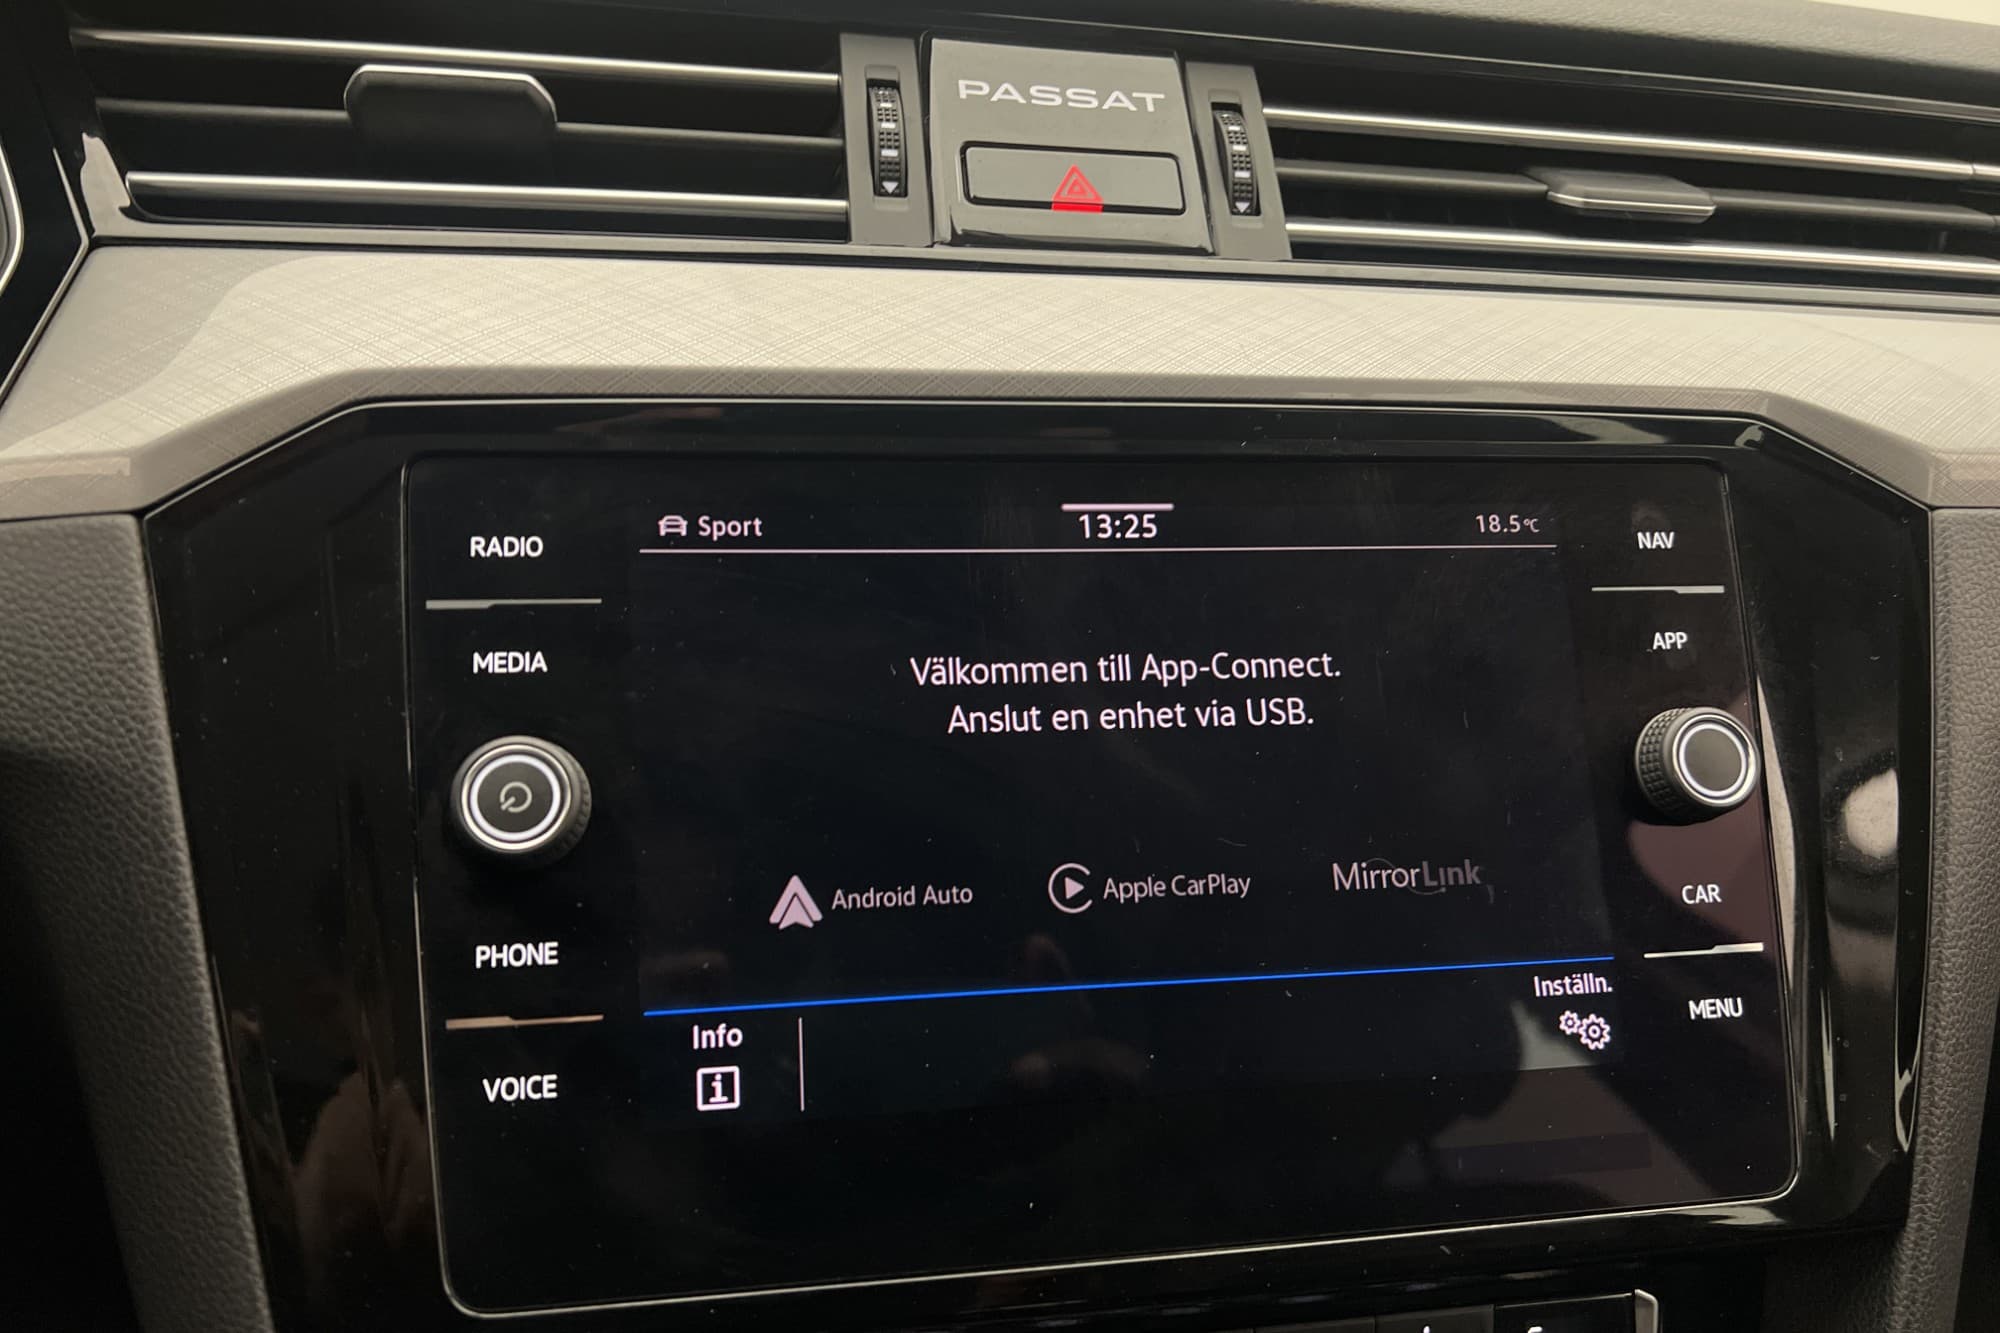 PASSAT
RADIO
MEDIA
PHONE
VOICE
Sport
13:25
18.5°C
Välkommen till App-Connect.
Anslut en enhet via USB.
Android Auto
Apple CarPlay
MirrorLink
Info
i
Inställn.
NAV
APP
CAR
MENU